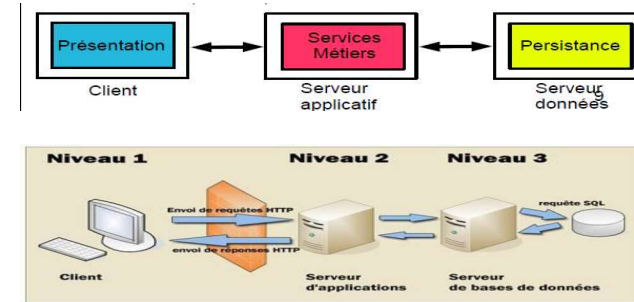 Présentation
Services
Métiers
Persistance
Client
Serveur
applicatif
Serveur
données
9
Niveau 1
Niveau 2
Niveau 3
Envoi de requêtes HTTP
envoi de réponses HTTP
requête SQL
Client
Serveur
d'applications
Serveur
de bases de données